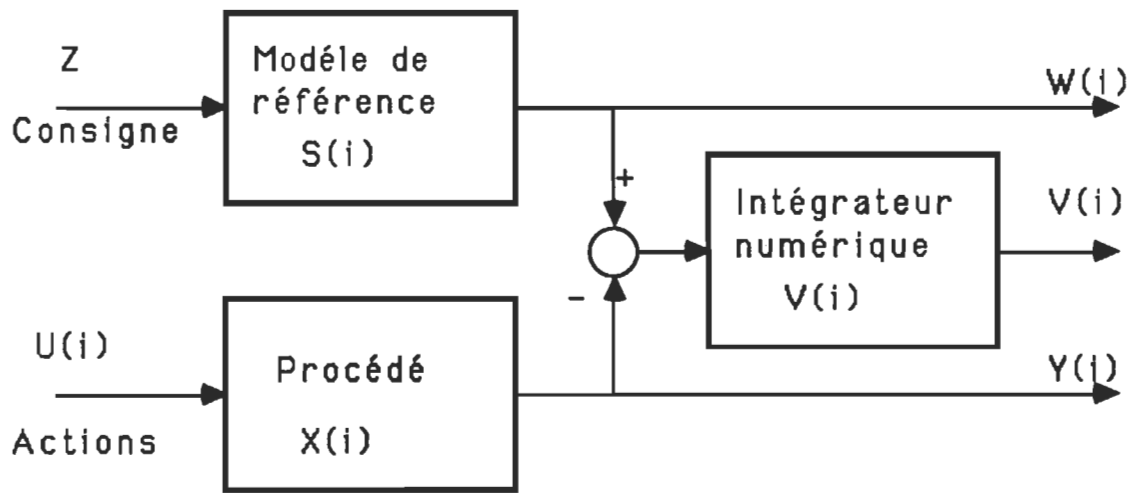 Z
Consigne
Modéle de
référence
S(i)
W(i)
+
-
Intégrateur
numérique
V(i)
V(i)
U(i)
Actions
Procédé
X(i)
Y(i)